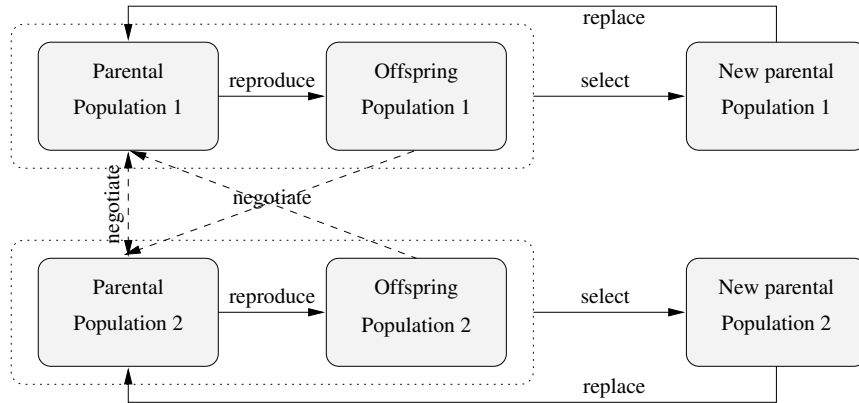 replace
Parental
Population 1
reproduce
Offspring
Population 1
select
New parental
Population 1
negotiate
negotiate
Parental
Population 2
reproduce
Offspring
Population 2
select
New parental
Population 2
replace